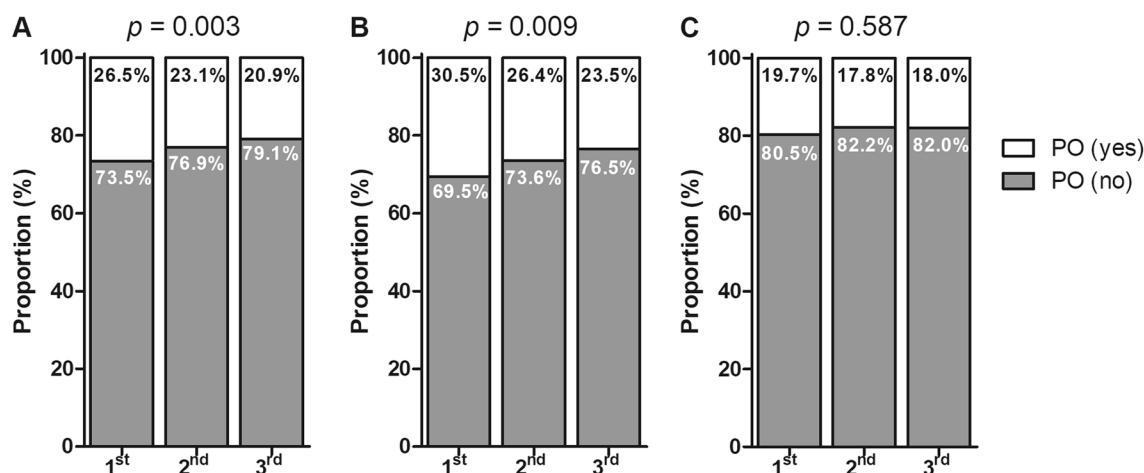 A
p = 0.003
Proportion (%)
100
80
60
40
20
0
26.5%
23.1%
20.9%
73.5%
76.9%
79.1%
1st
2nd
3rd
B
p = 0.009
Proportion (%)
100
80
60
40
20
0
30.5%
26.4%
23.5%
69.5%
73.6%
76.5%
1st
2nd
3rd
C
p = 0.587
Proportion (%)
100
80
60
40
20
0
19.7%
17.8%
18.0%
80.5%
82.2%
82.0%
1st
2nd
3rd
PO (yes)
PO (no)